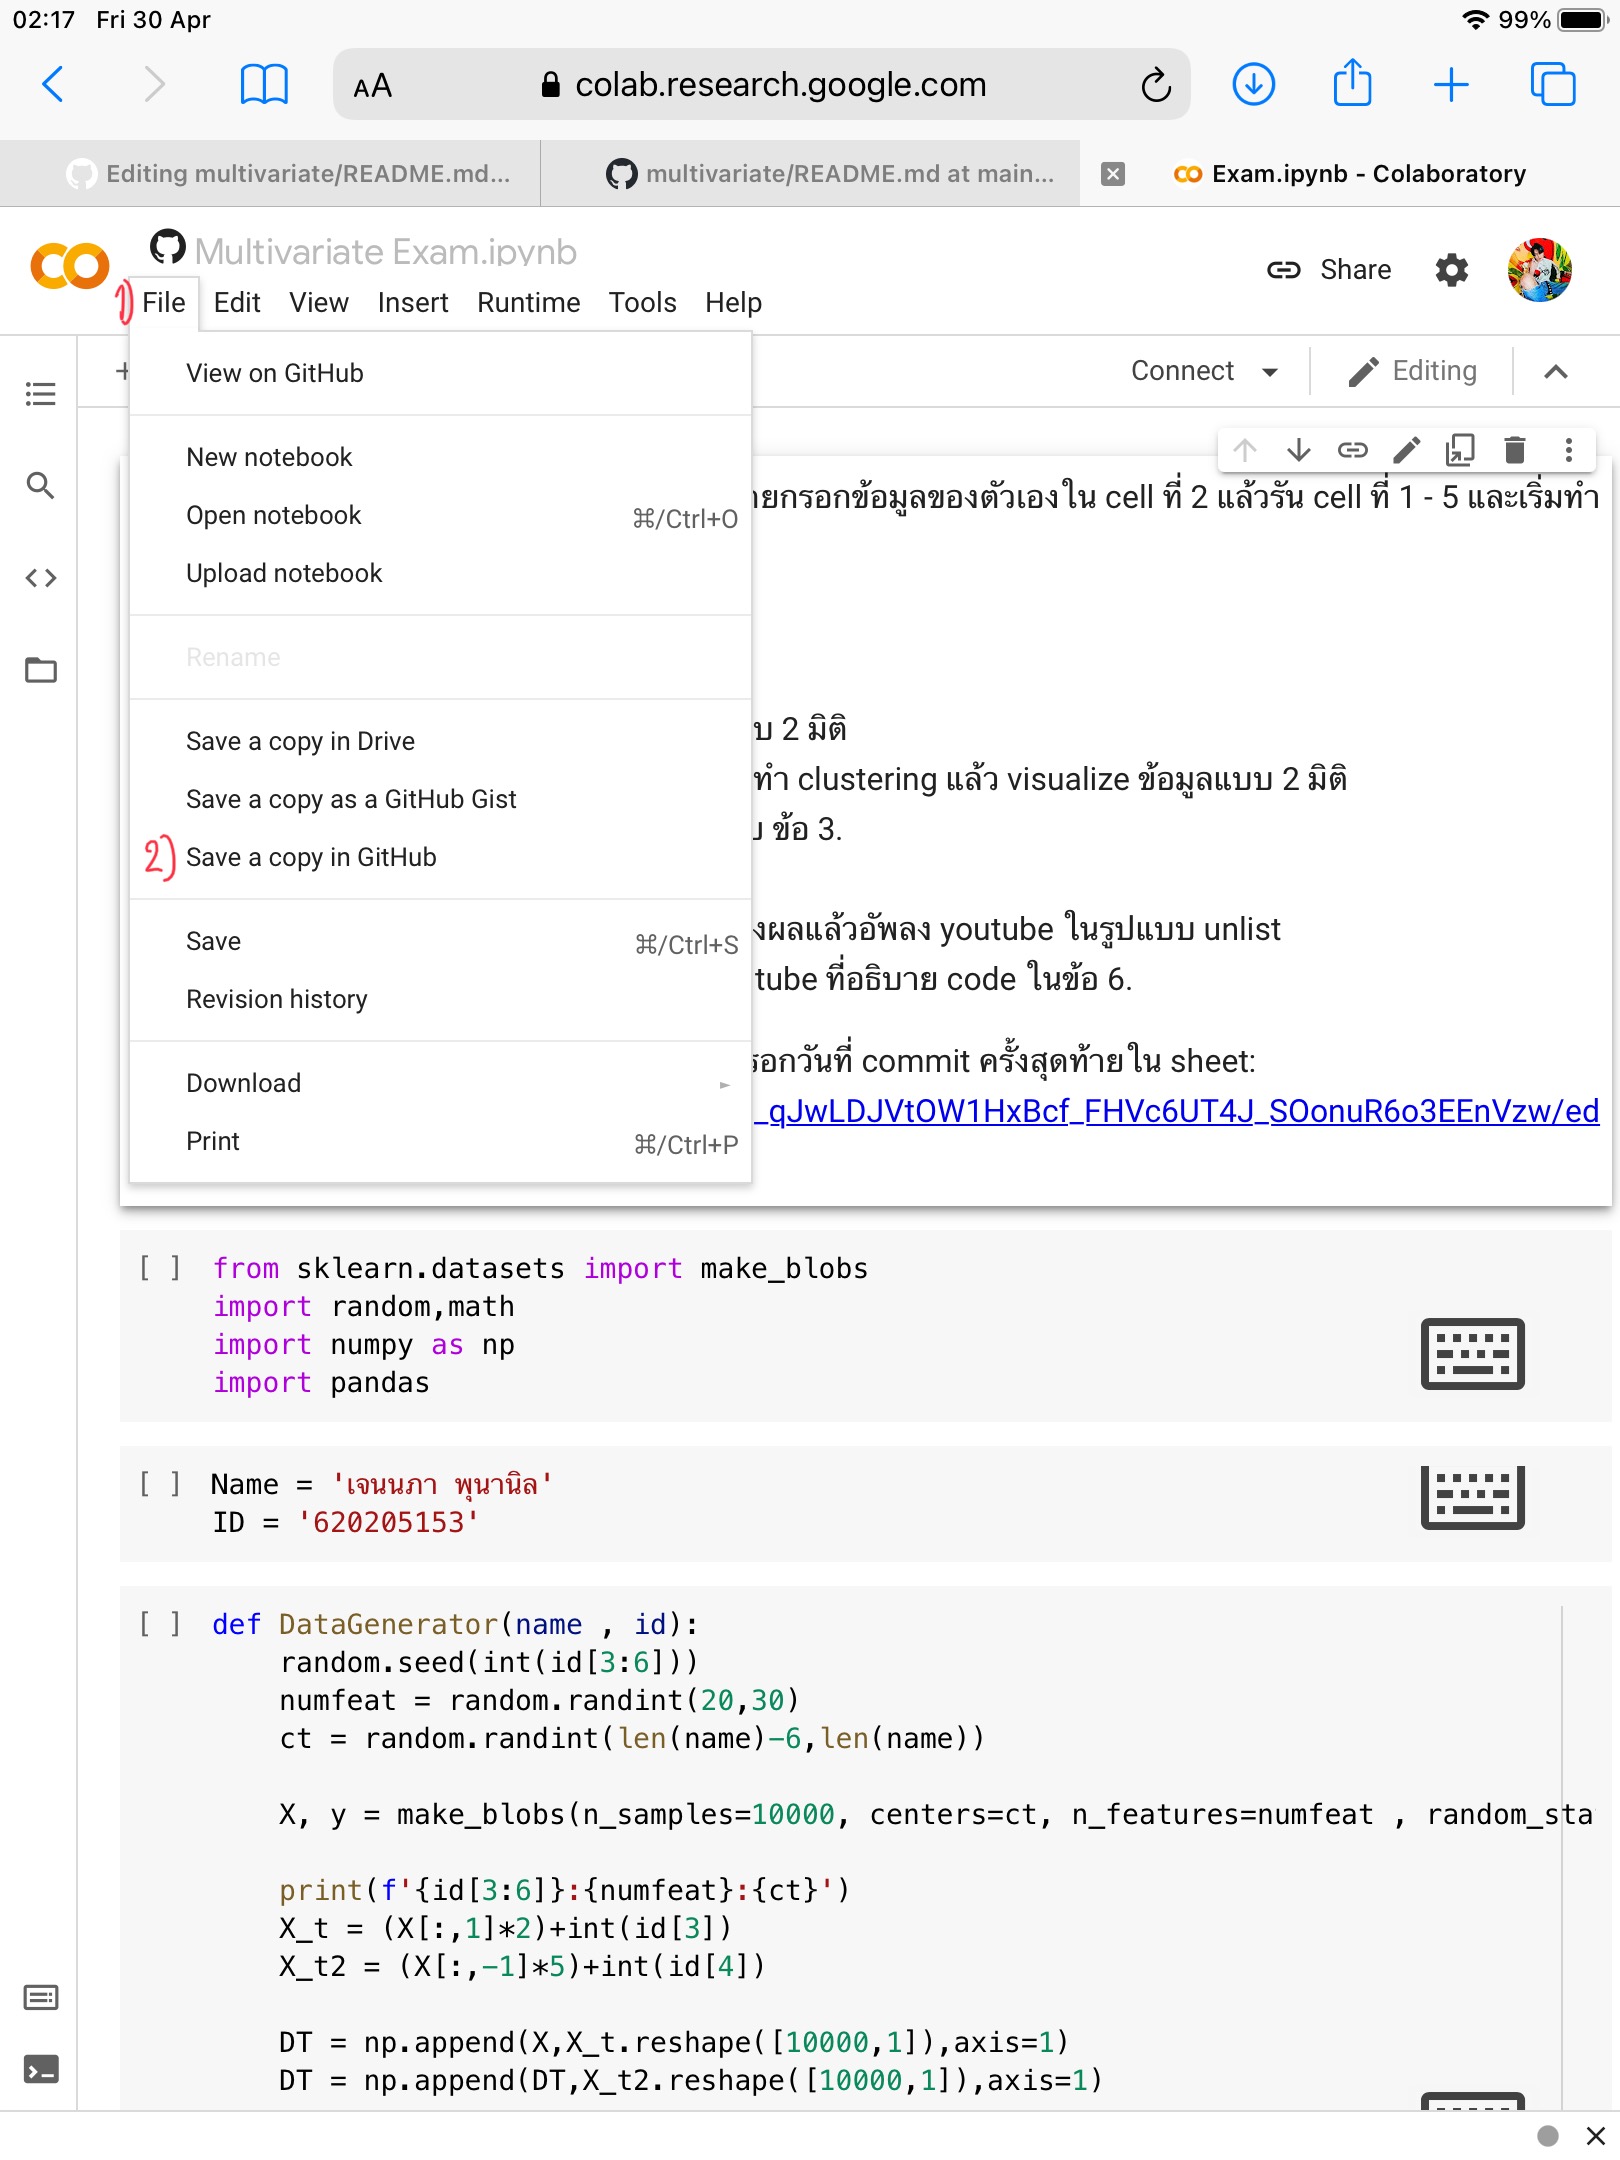 02:17 Fri 30 Apr 99%
AA colab.research.google.com
Editing multivariate/README.md... multivariate/README.md at main... Exam.ipynb - Colaboratory
Multivariate Exam.ipynb
Share
1) File Edit View Insert Runtime Tools Help
+ Connect Editing
View on GitHub
New notebook
Open notebook ⌘/Ctrl+O
Upload notebook
Rename
Save a copy in Drive
Save a copy as a GitHub Gist
2) Save a copy in GitHub
Save ⌘/Ctrl+S
Revision history
Download ►
Print ⌘/Ctrl+P
ยกรอกข้อมูลของตัวเองใน cell ที่ 2 แล้วรัน cell ที่ 1 - 5 และเริ่มทำ
บ 2 มิติ
ทำ clustering แล้ว visualize ข้อมูลแบบ 2 มิติ
ข้อ 3.
งผลแล้วอัพลง youtube ในรูปแบบ unlist
tube ที่อธิบาย code ในข้อ 6.
รอกวันที่ commit ครั้งสุดท้ายใน sheet:
_qJwLDJVtOW1HxBcf_FHVc6UT4J_SOonuR6o3EEnVzw/ed
[ ] from sklearn.datasets import make_blobs
import random,math
import numpy as np
import pandas
[ ] Name = 'เจนนภา พุนานิล'
ID = '620205153'
[ ] def DataGenerator(name , id):
random.seed(int(id[3:6]))
numfeat = random.randint(20,30)
ct = random.randint(len(name)-6,len(name))
X, y = make_blobs(n_samples=10000, centers=ct, n_features=numfeat , random_sta
print(f'{id[3:6]}:{numfeat}:{ct}')
X_t = (X[:,1]*2)+int(id[3])
X_t2 = (X[:,-1]*5)+int(id[4])
DT = np.append(X,X_t.reshape([10000,1]),axis=1)
DT = np.append(DT,X_t2.reshape([10000,1]),axis=1)